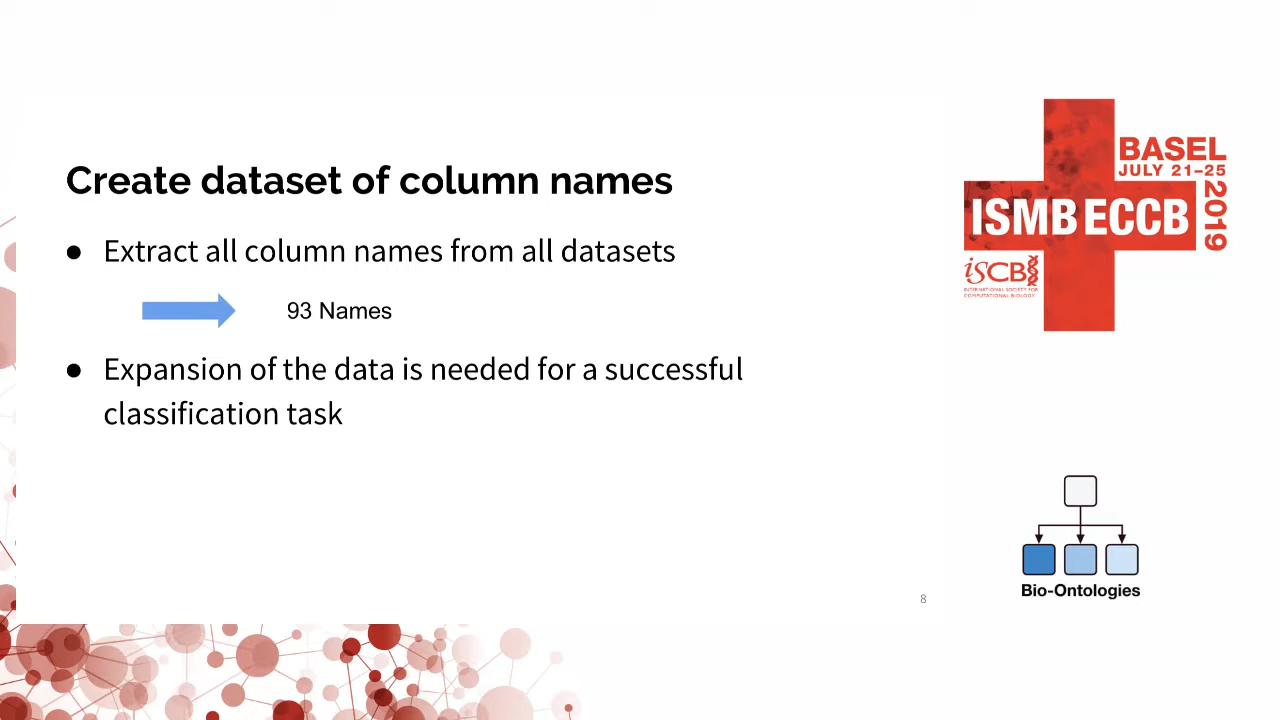 Create dataset of column names
● Extract all column names from all datasets
93 Names
● Expansion of the data is needed for a successful
classification task
8
BASEL
JULY 21–25
2019
ISMB ECCB
iSCB
INTERNATIONAL SOCIETY FOR
COMPUTATIONAL BIOLOGY
Bio-Ontologies